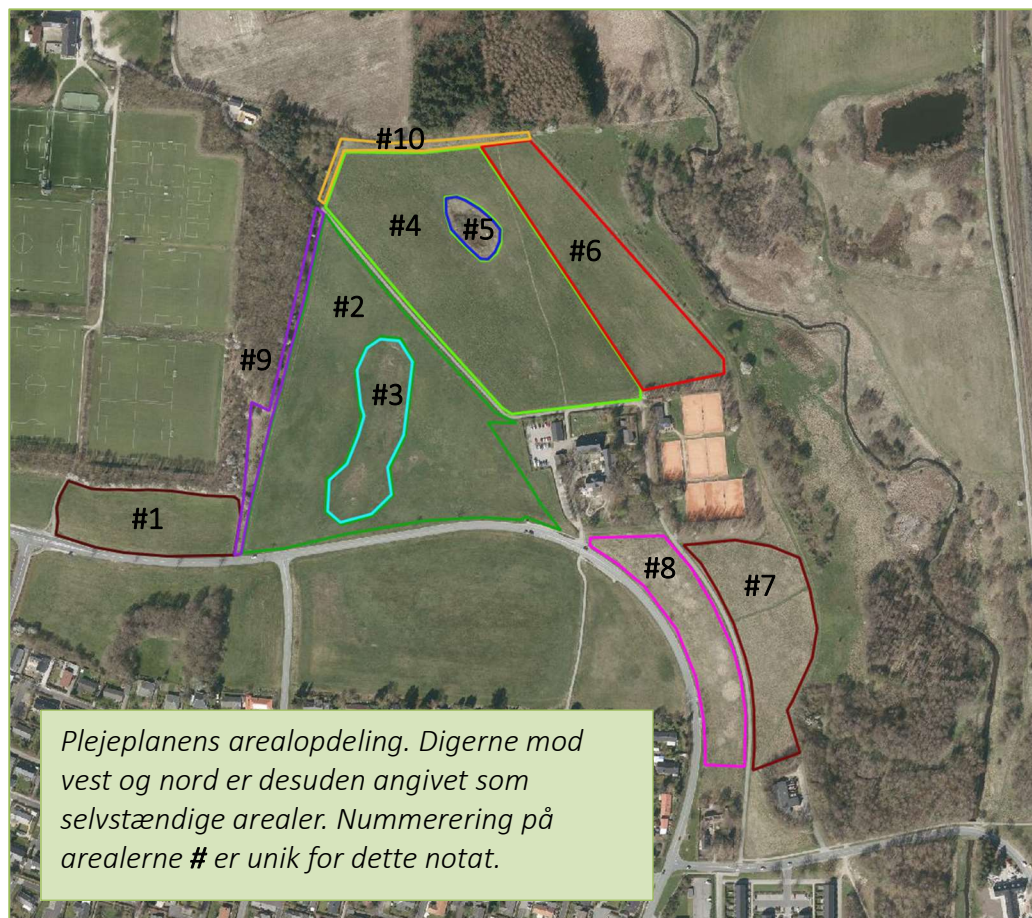 #10
#4
#5
#6
#2
#9
#3
#1
#8
#7
Plejeplanens arealopdeling. Digerne mod
vest og nord er desuden angivet som
selvstændige arealer. Nummerering på
arealerne # er unik for dette notat.